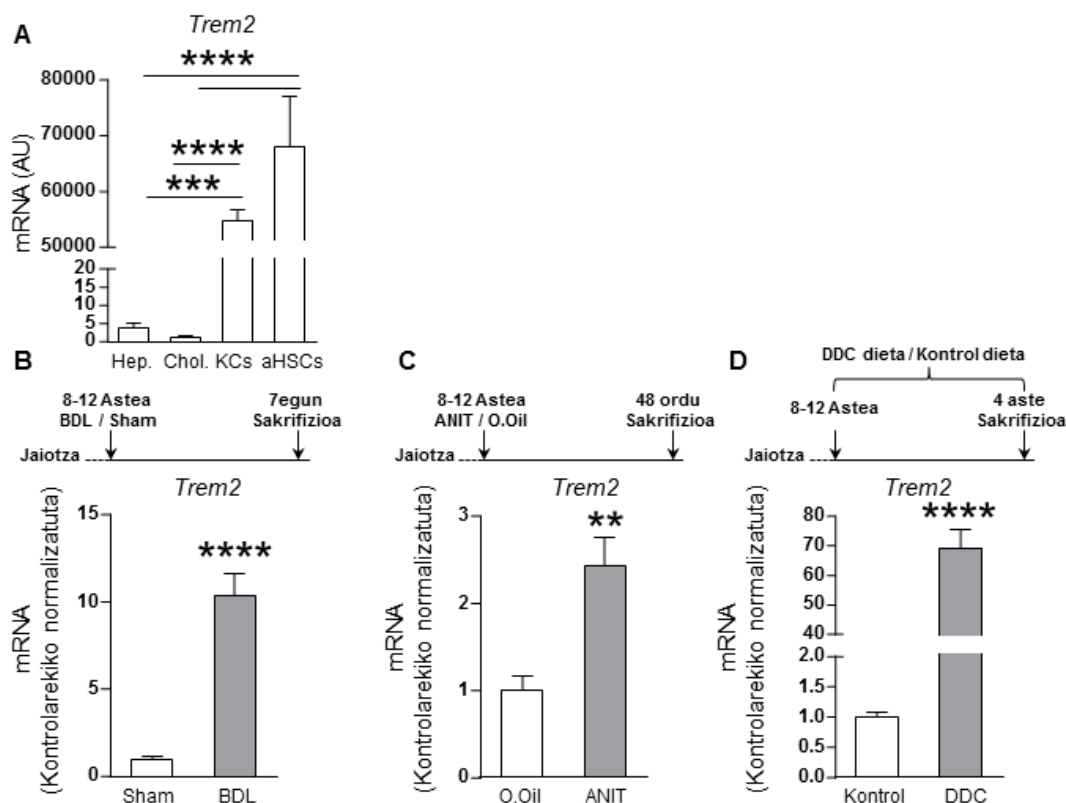 A
Trem2
****
****
***
mRNA (AU)
80000
70000
60000
50000
20
15
10
5
0
Hep. Chol. KCs aHSCs
B
8-12 Astea
BDL / Sham
7egun
Sakrifizioa
Jaiotza
Trem2
mRNA
(Kontrolarekiko normalizatuta)
15
10
5
0
****
Sham BDL
C
8-12 Astea
ANIT / O.Oil
48 ordu
Sakrifizioa
Jaiotza
Trem2
mRNA
(Kontrolarekiko normalizatuta)
3
2
1
0
**
O.Oil ANIT
D
DDC dieta / Kontrol dieta
8-12 Astea
4 aste
Sakrifizioa
Jaiotza
Trem2
mRNA
(Kontrolarekiko normalizatuta)
80
70
60
50
40
2.0
1.5
1.0
0.5
0.0
****
Kontrol DDC